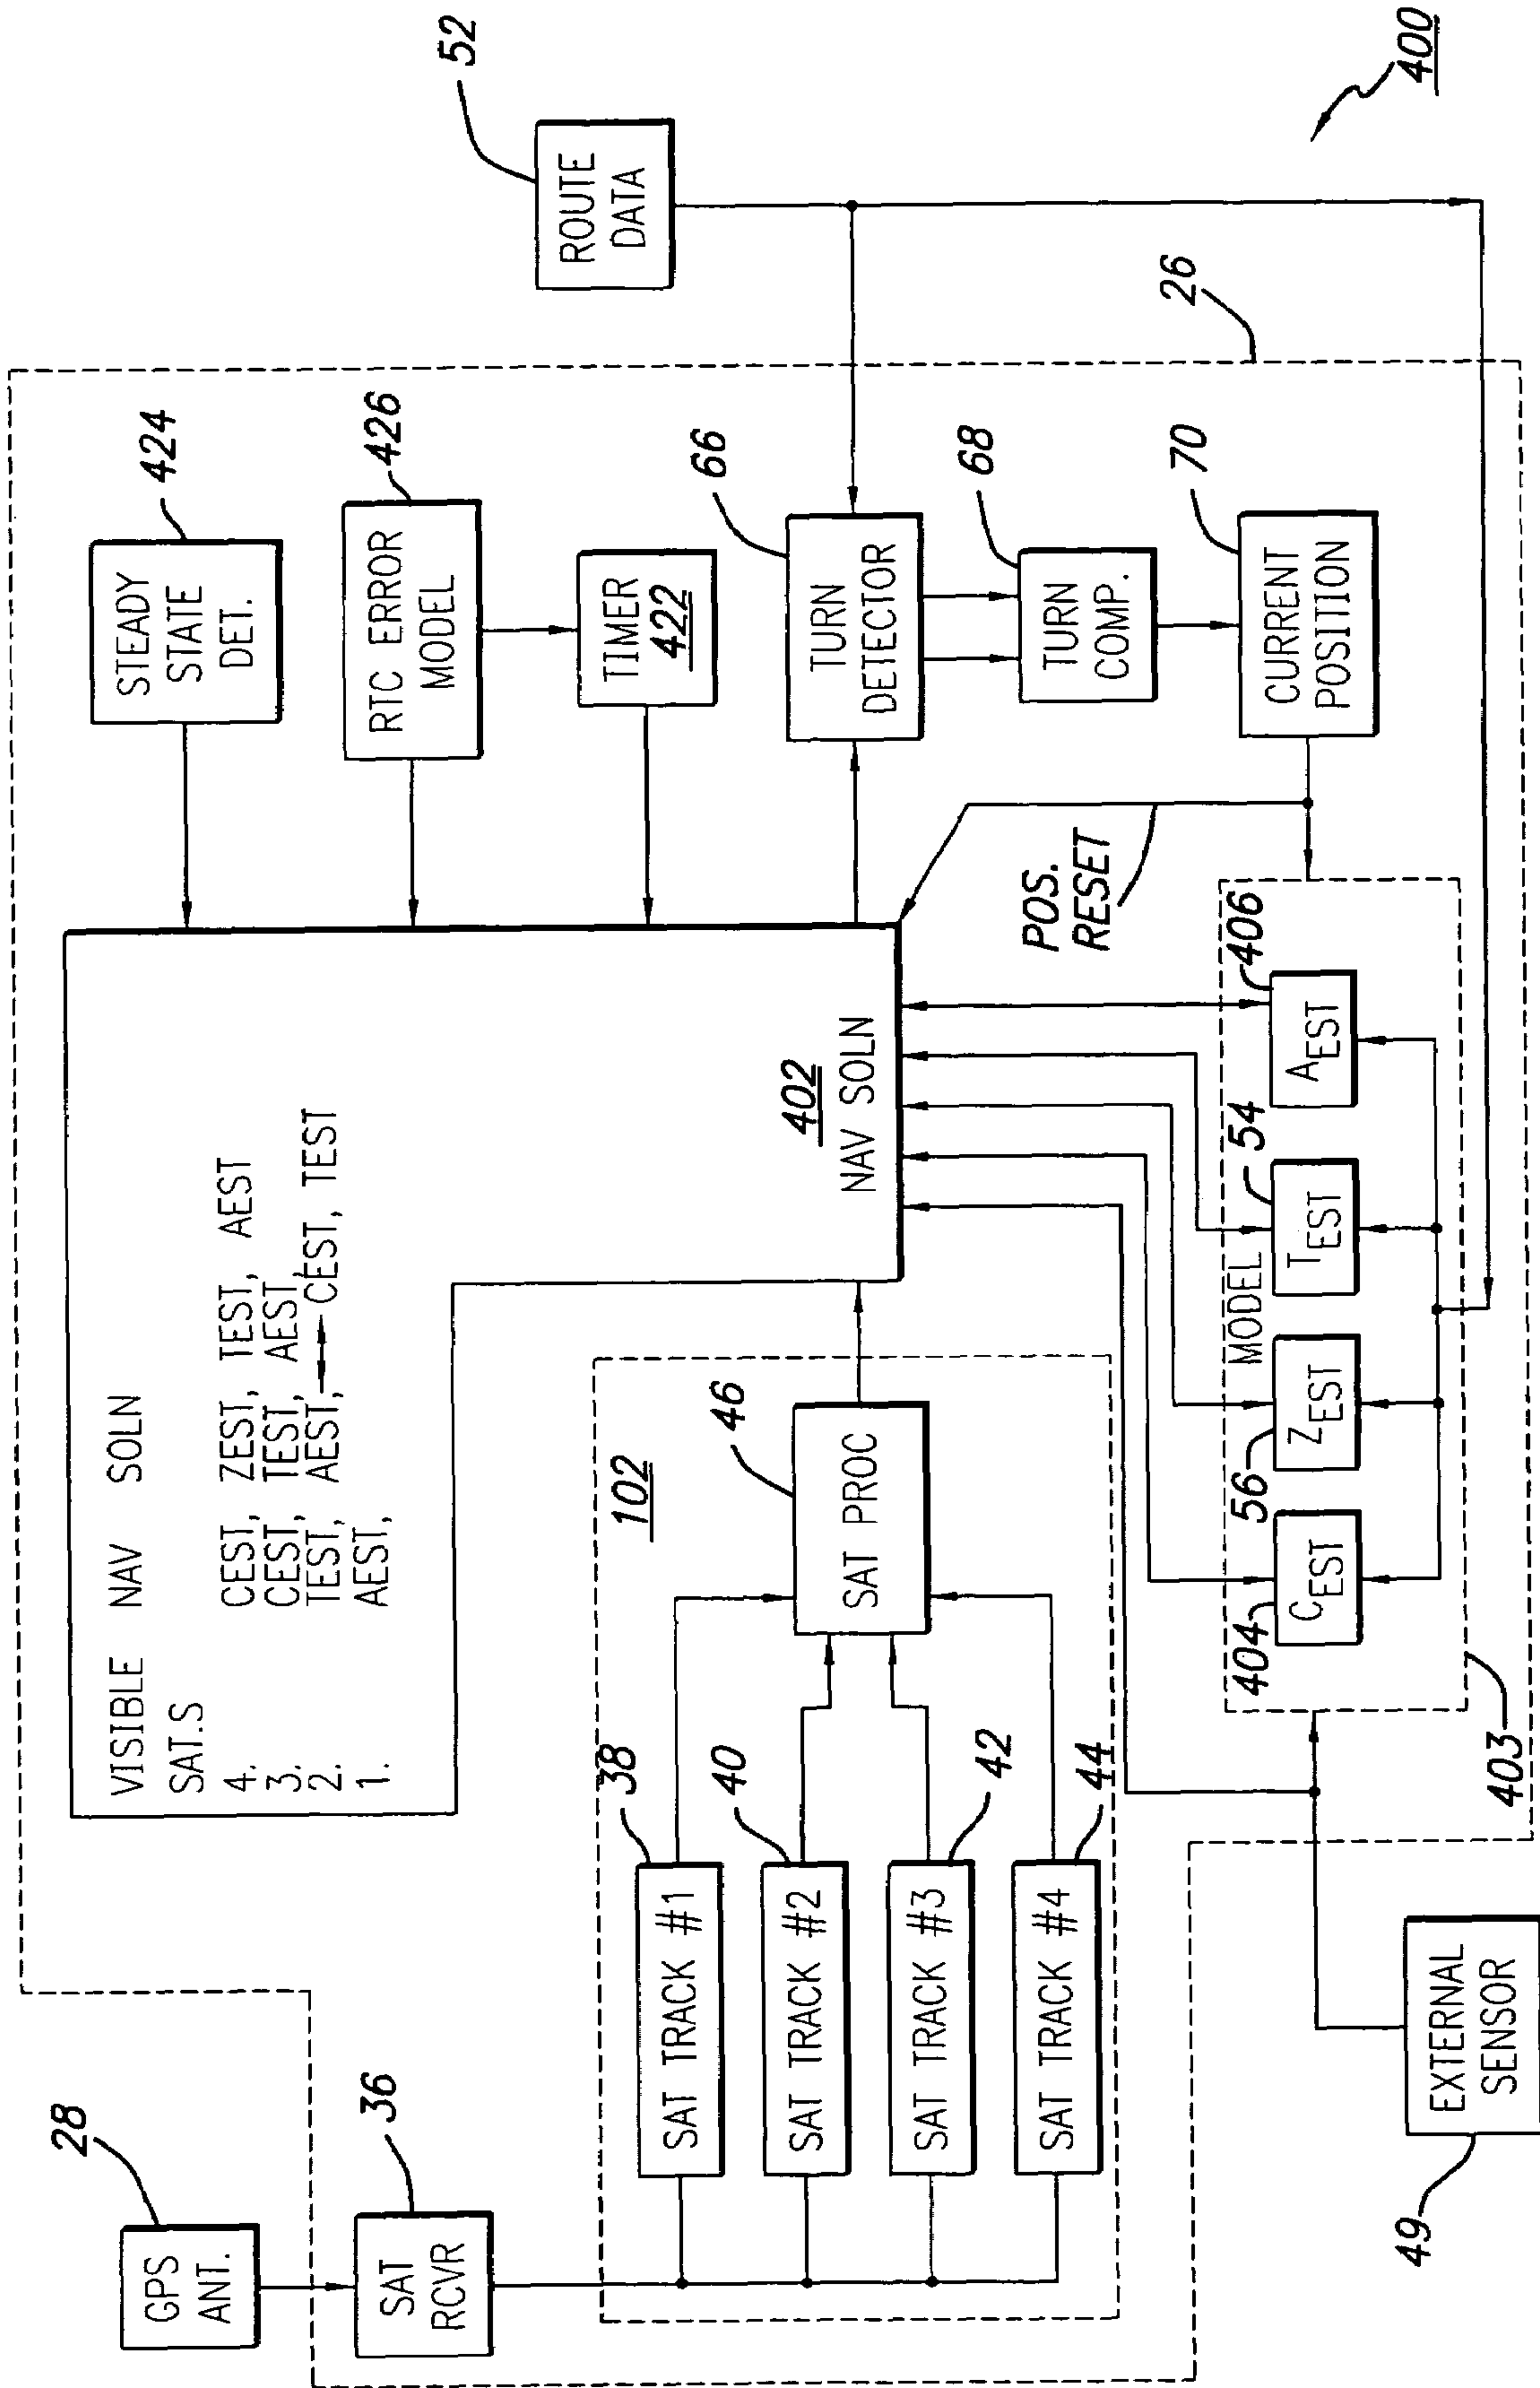 28
GPS
ANT.
36
SAT
RCVR
VISIBLE NAV SOLN
SAT.S
4. CEST, ZEST, TEST, AEST
3. CEST, TEST, AEST,
2. TEST, AEST, CEST, TEST
1. AEST,
402
NAV SOLN
424
STEADY
STATE
DET.
426
RTC ERROR
MODEL
TIMER
422
52
ROUTE
DATA
66
TURN
DETECTOR
68
TURN
COMP.
70
CURRENT
POSITION
26
POS.
RESET
102
38
SAT TRACK #1
40
SAT TRACK #2
42
SAT TRACK #3
44
SAT TRACK #4
46
SAT PROC
MODEL
404
CEST
56
ZEST
54
TEST
406
AEST
403
49
EXTERNAL
SENSOR
400